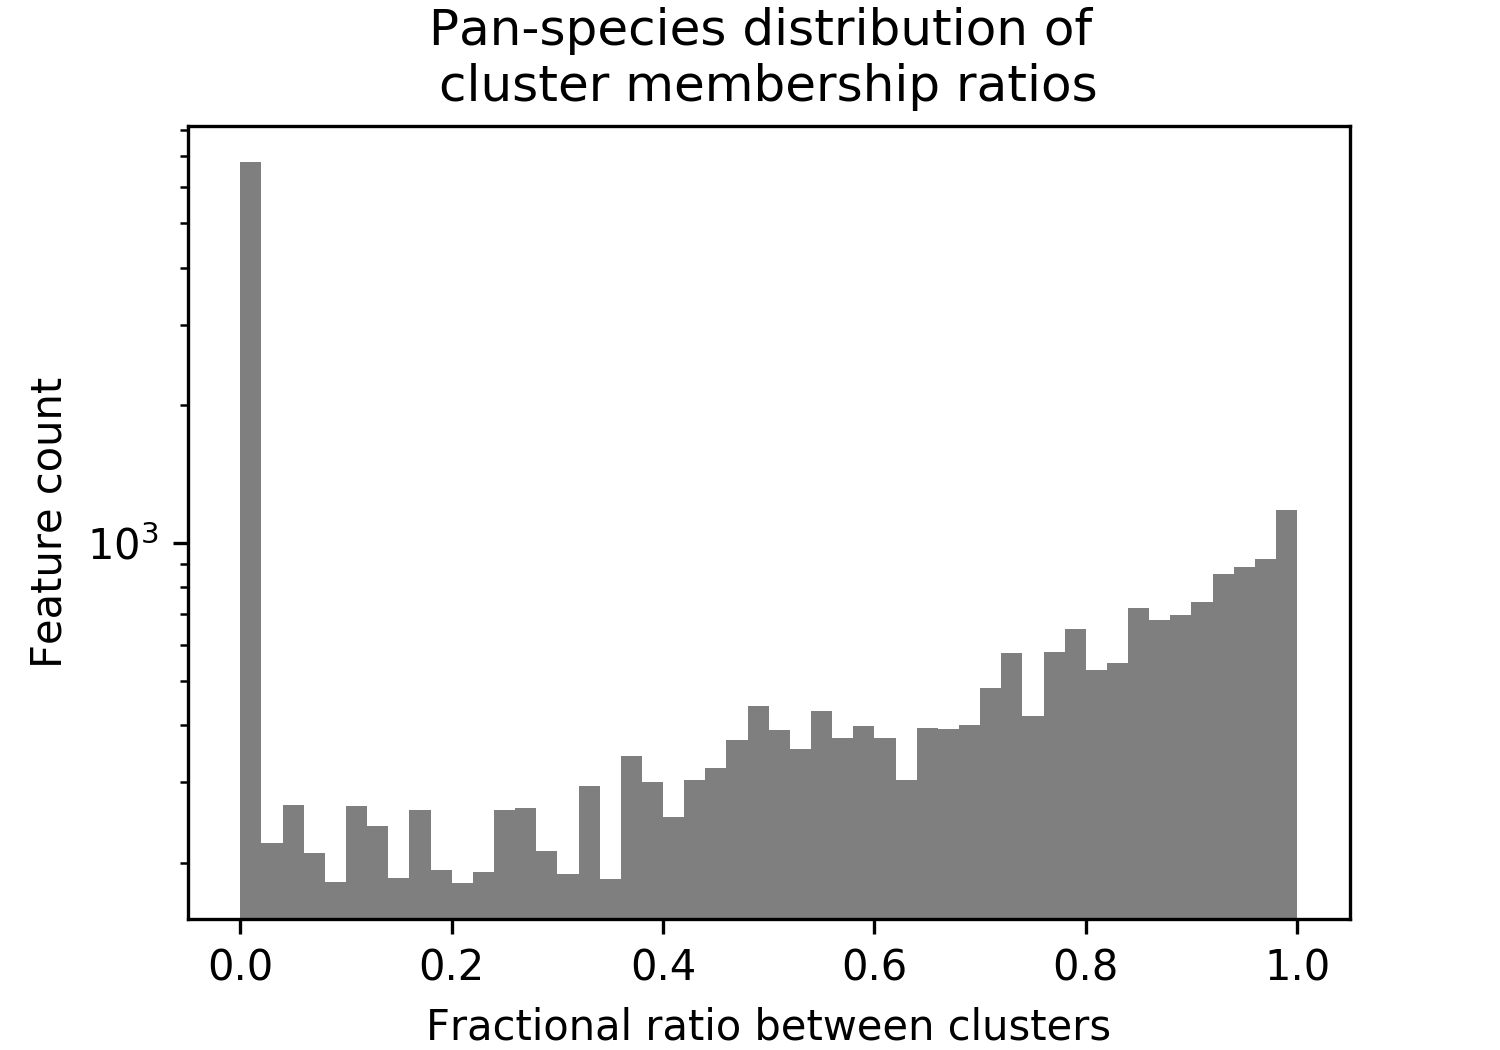 Pan-species distribution of
cluster membership ratios
Feature count
10³
0.0 0.2 0.4 0.6 0.8 1.0
Fractional ratio between clusters